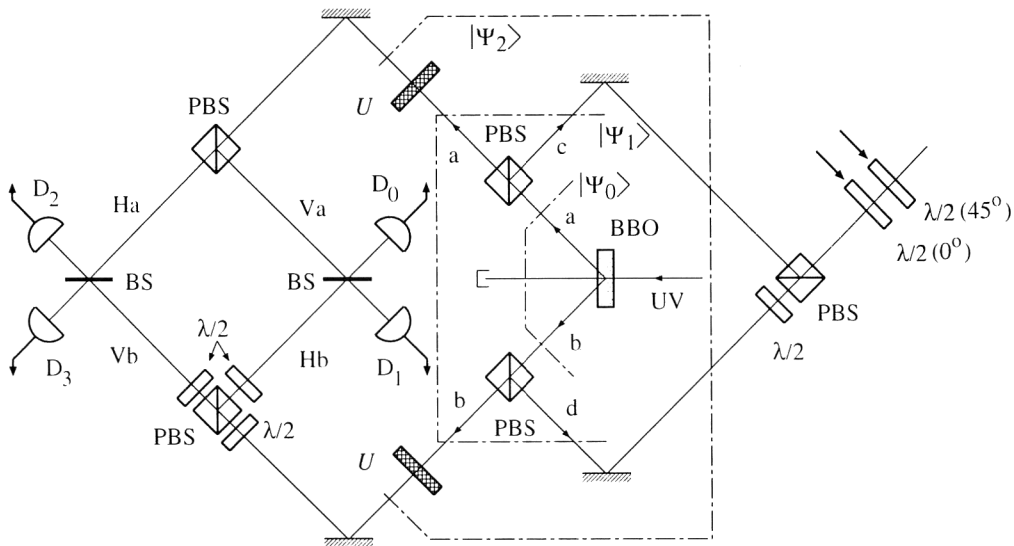 |Ψ₂⟩
U
PBS
PBS
c
|Ψ₁⟩
a
D₂
Ha
D₀
Va
|Ψ₀⟩
a
BBO
λ/2 (45°)
λ/2 (0°)
BS
BS
UV
PBS
D₃
Vb
λ/2
Hb
D₁
b
λ/2
PBS
λ/2
b
PBS
d
U